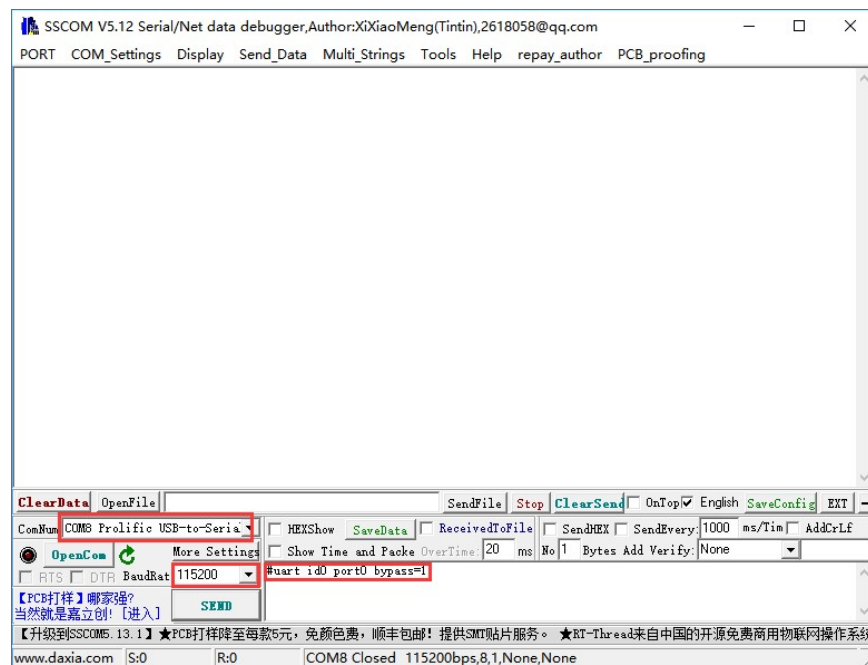 SSCOM V5.12 Serial/Net data debugger,Author:XiXiaoMeng(Tintin),2618058@qq.com
PORT COM_Settings Display Send_Data Multi_Strings Tools Help repay_author PCB_proofing
ClearData OpenFile SendFile Stop ClearSend OnTop English SaveConfig EXT
ComNum COM8 Prolific USB-to-Seria HEXShow SaveData ReceivedToFile SendHEX SendEvery: 1000 ms/Tim AddCrLf
OpenCom More Settings Show Time and Packe OverTime: 20 ms No 1 Bytes Add Verify: None
RTS DTR BaudRat 115200 #uart id0 port0 bypass=1
【PCB打样】哪家强?
当然就是嘉立创! [进入] SEND
【升级到SSCOM5.13.1】★PCB打样降至每款5元，免颜色费，顺丰包邮！提供SMT贴片服务。 ★RT-Thread来自中国的开源免费商用物联网操作系
www.daxia.com S:0 R:0 COM8 Closed 115200bps,8,1,None,None